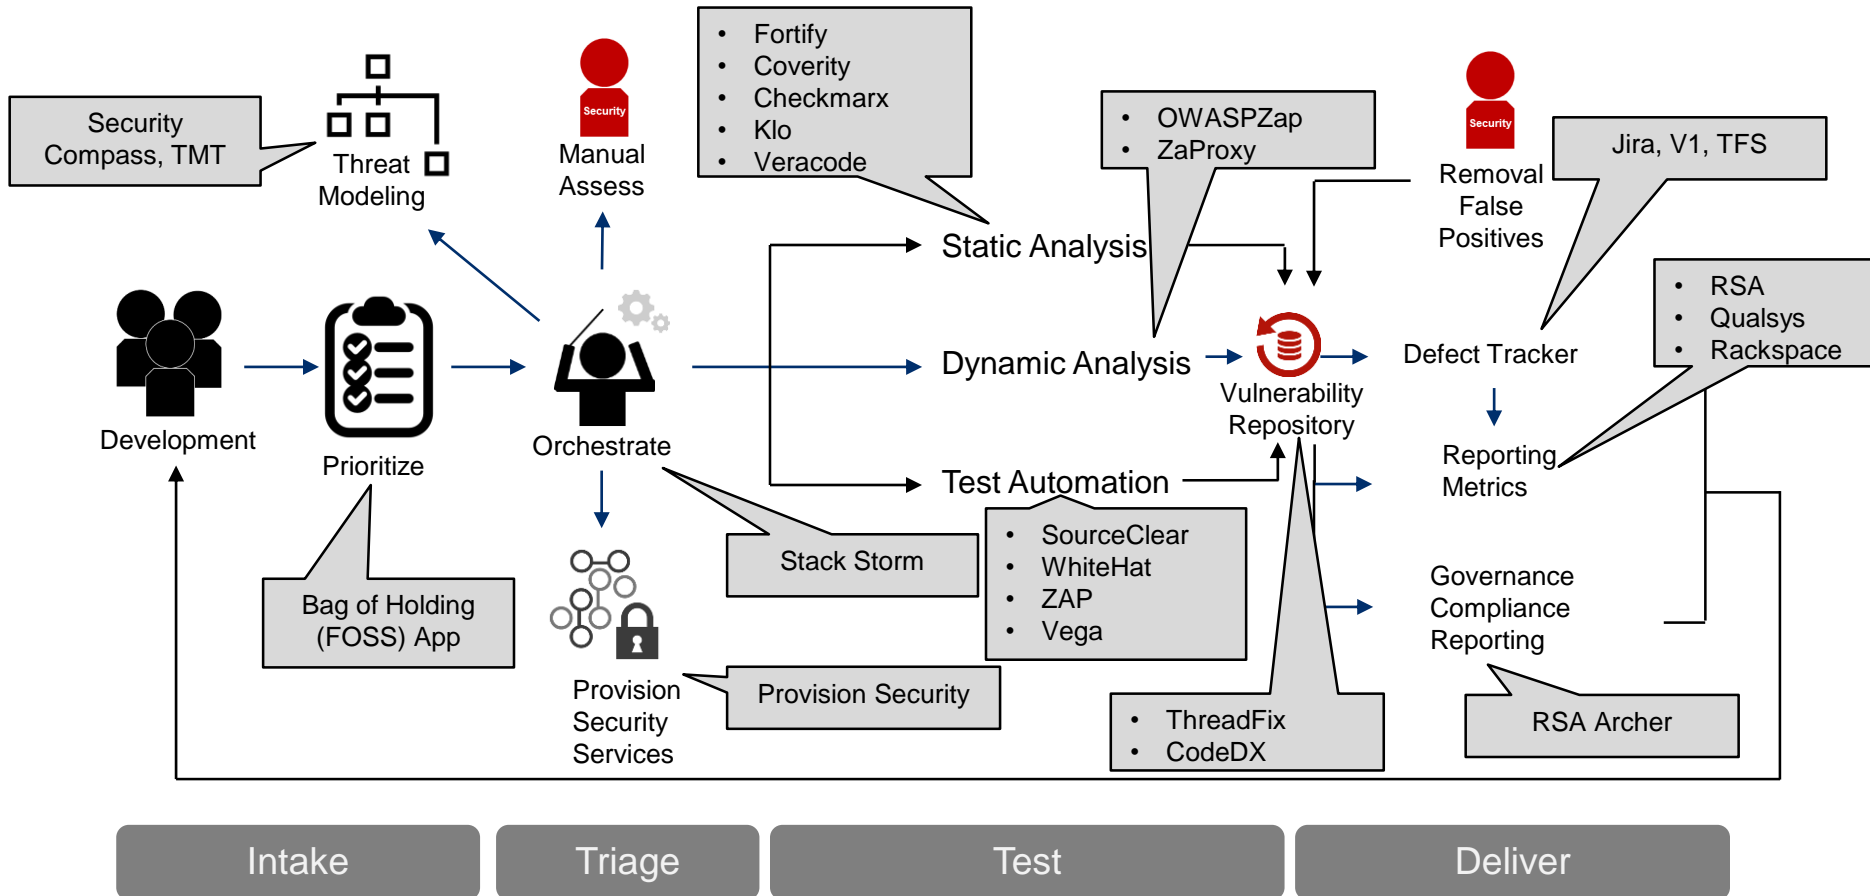 Security
Compass, TMT
Threat
Modeling
Security
Manual
Assess
• Fortify
• Coverity
• Checkmarx
• Klo
• Veracode
• OWASPZap
• ZaProxy
Security
Removal
False
Positives
Jira, V1, TFS
• RSA
• Qualsys
• Rackspace
Development
Prioritize
Orchestrate
Static Analysis
Dynamic Analysis
Test Automation
Vulnerability
Repository
Defect Tracker
Reporting
Metrics
Governance
Compliance
Reporting
Bag of Holding
(FOSS) App
Stack Storm
• SourceClear
• WhiteHat
• ZAP
• Vega
Provision
Security
Services
Provision Security
• ThreadFix
• CodeDX
RSA Archer
Intake
Triage
Test
Deliver